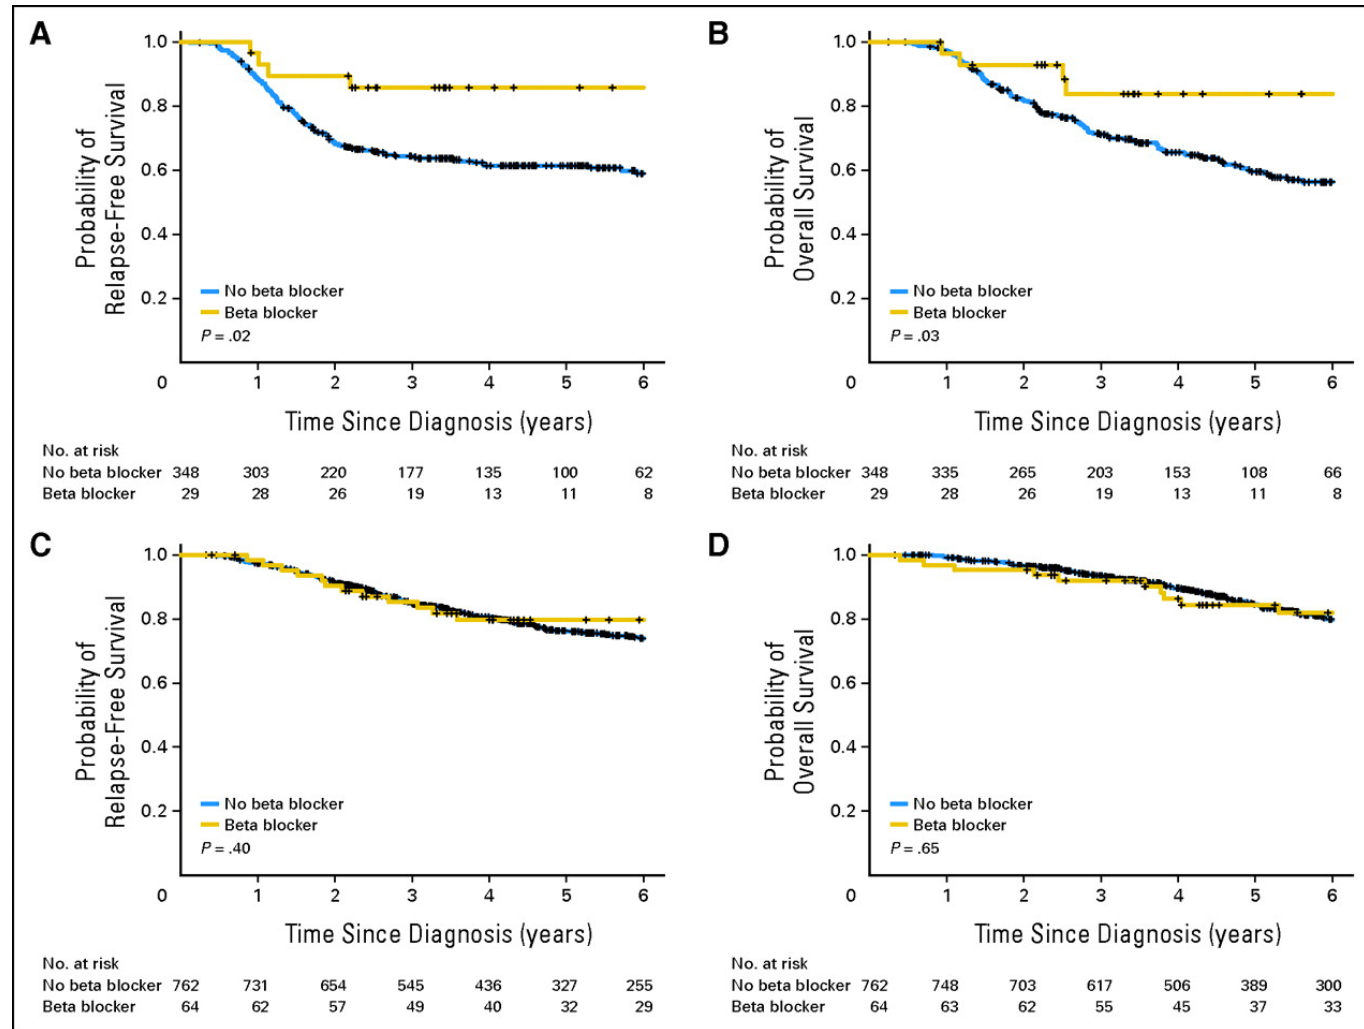 A
1.0
0.8
0.6
0.4
0.2
Probability of
Relapse-Free Survival
No beta blocker
Beta blocker
P = .02
0 1 2 3 4 5 6
Time Since Diagnosis (years)
No. at risk
No beta blocker 348 303 220 177 135 100 62
Beta blocker 29 28 26 19 13 11 8
B
1.0
0.8
0.6
0.4
0.2
Probability of
Overall Survival
No beta blocker
Beta blocker
P = .03
0 1 2 3 4 5 6
Time Since Diagnosis (years)
No. at risk
No beta blocker 348 335 265 203 153 108 66
Beta blocker 29 28 26 19 13 11 8
C
1.0
0.8
0.6
0.4
0.2
Probability of
Relapse-Free Survival
No beta blocker
Beta blocker
P = .40
0 1 2 3 4 5 6
Time Since Diagnosis (years)
No. at risk
No beta blocker 762 731 654 545 436 327 255
Beta blocker 64 62 57 49 40 32 29
D
1.0
0.8
0.6
0.4
0.2
Probability of
Overall Survival
No beta blocker
Beta blocker
P = .65
0 1 2 3 4 5 6
Time Since Diagnosis (years)
No. at risk
No beta blocker 762 748 703 617 506 389 300
Beta blocker 64 63 62 55 45 37 33